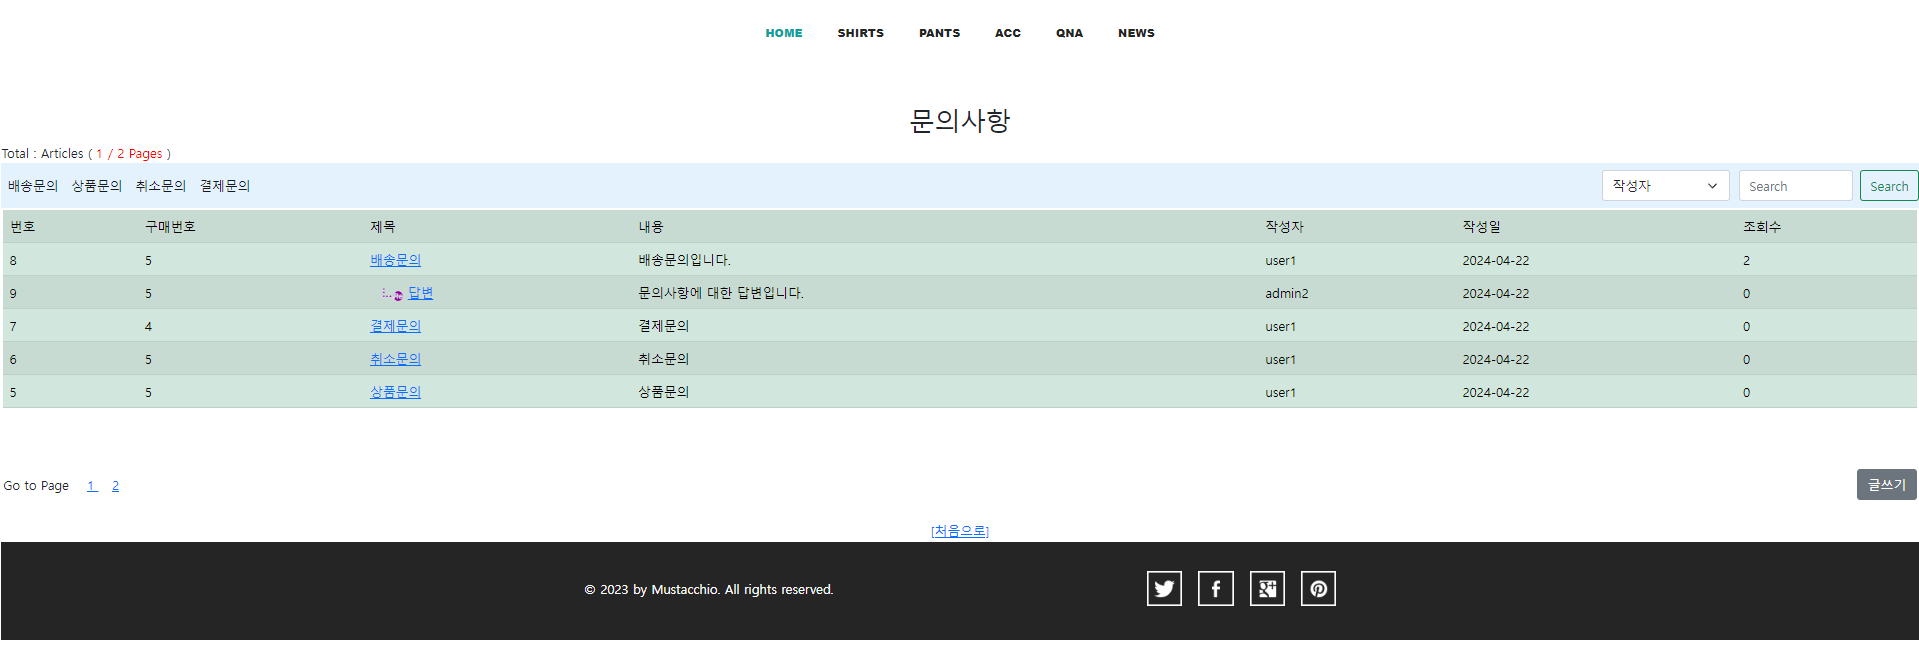 HOME SHIRTS PANTS ACC QNA NEWS
문의사항
Total : Articles ( 1 / 2 Pages )
배송문의 상품문의 취소문의 결제문의 작성자 Search Search
번호 구매번호 제목 내용 작성자 작성일 조회수
8 5 배송문의 배송문의입니다. user1 2024-04-22 2
9 5 답변 문의사항에 대한 답변입니다. admin2 2024-04-22 0
7 4 결제문의 결제문의 user1 2024-04-22 0
6 5 취소문의 취소문의 user1 2024-04-22 0
5 5 상품문의 상품문의 user1 2024-04-22 0
Go to Page 1 2 글쓰기
[처음으로]
© 2023 by Mustacchio. All rights reserved.